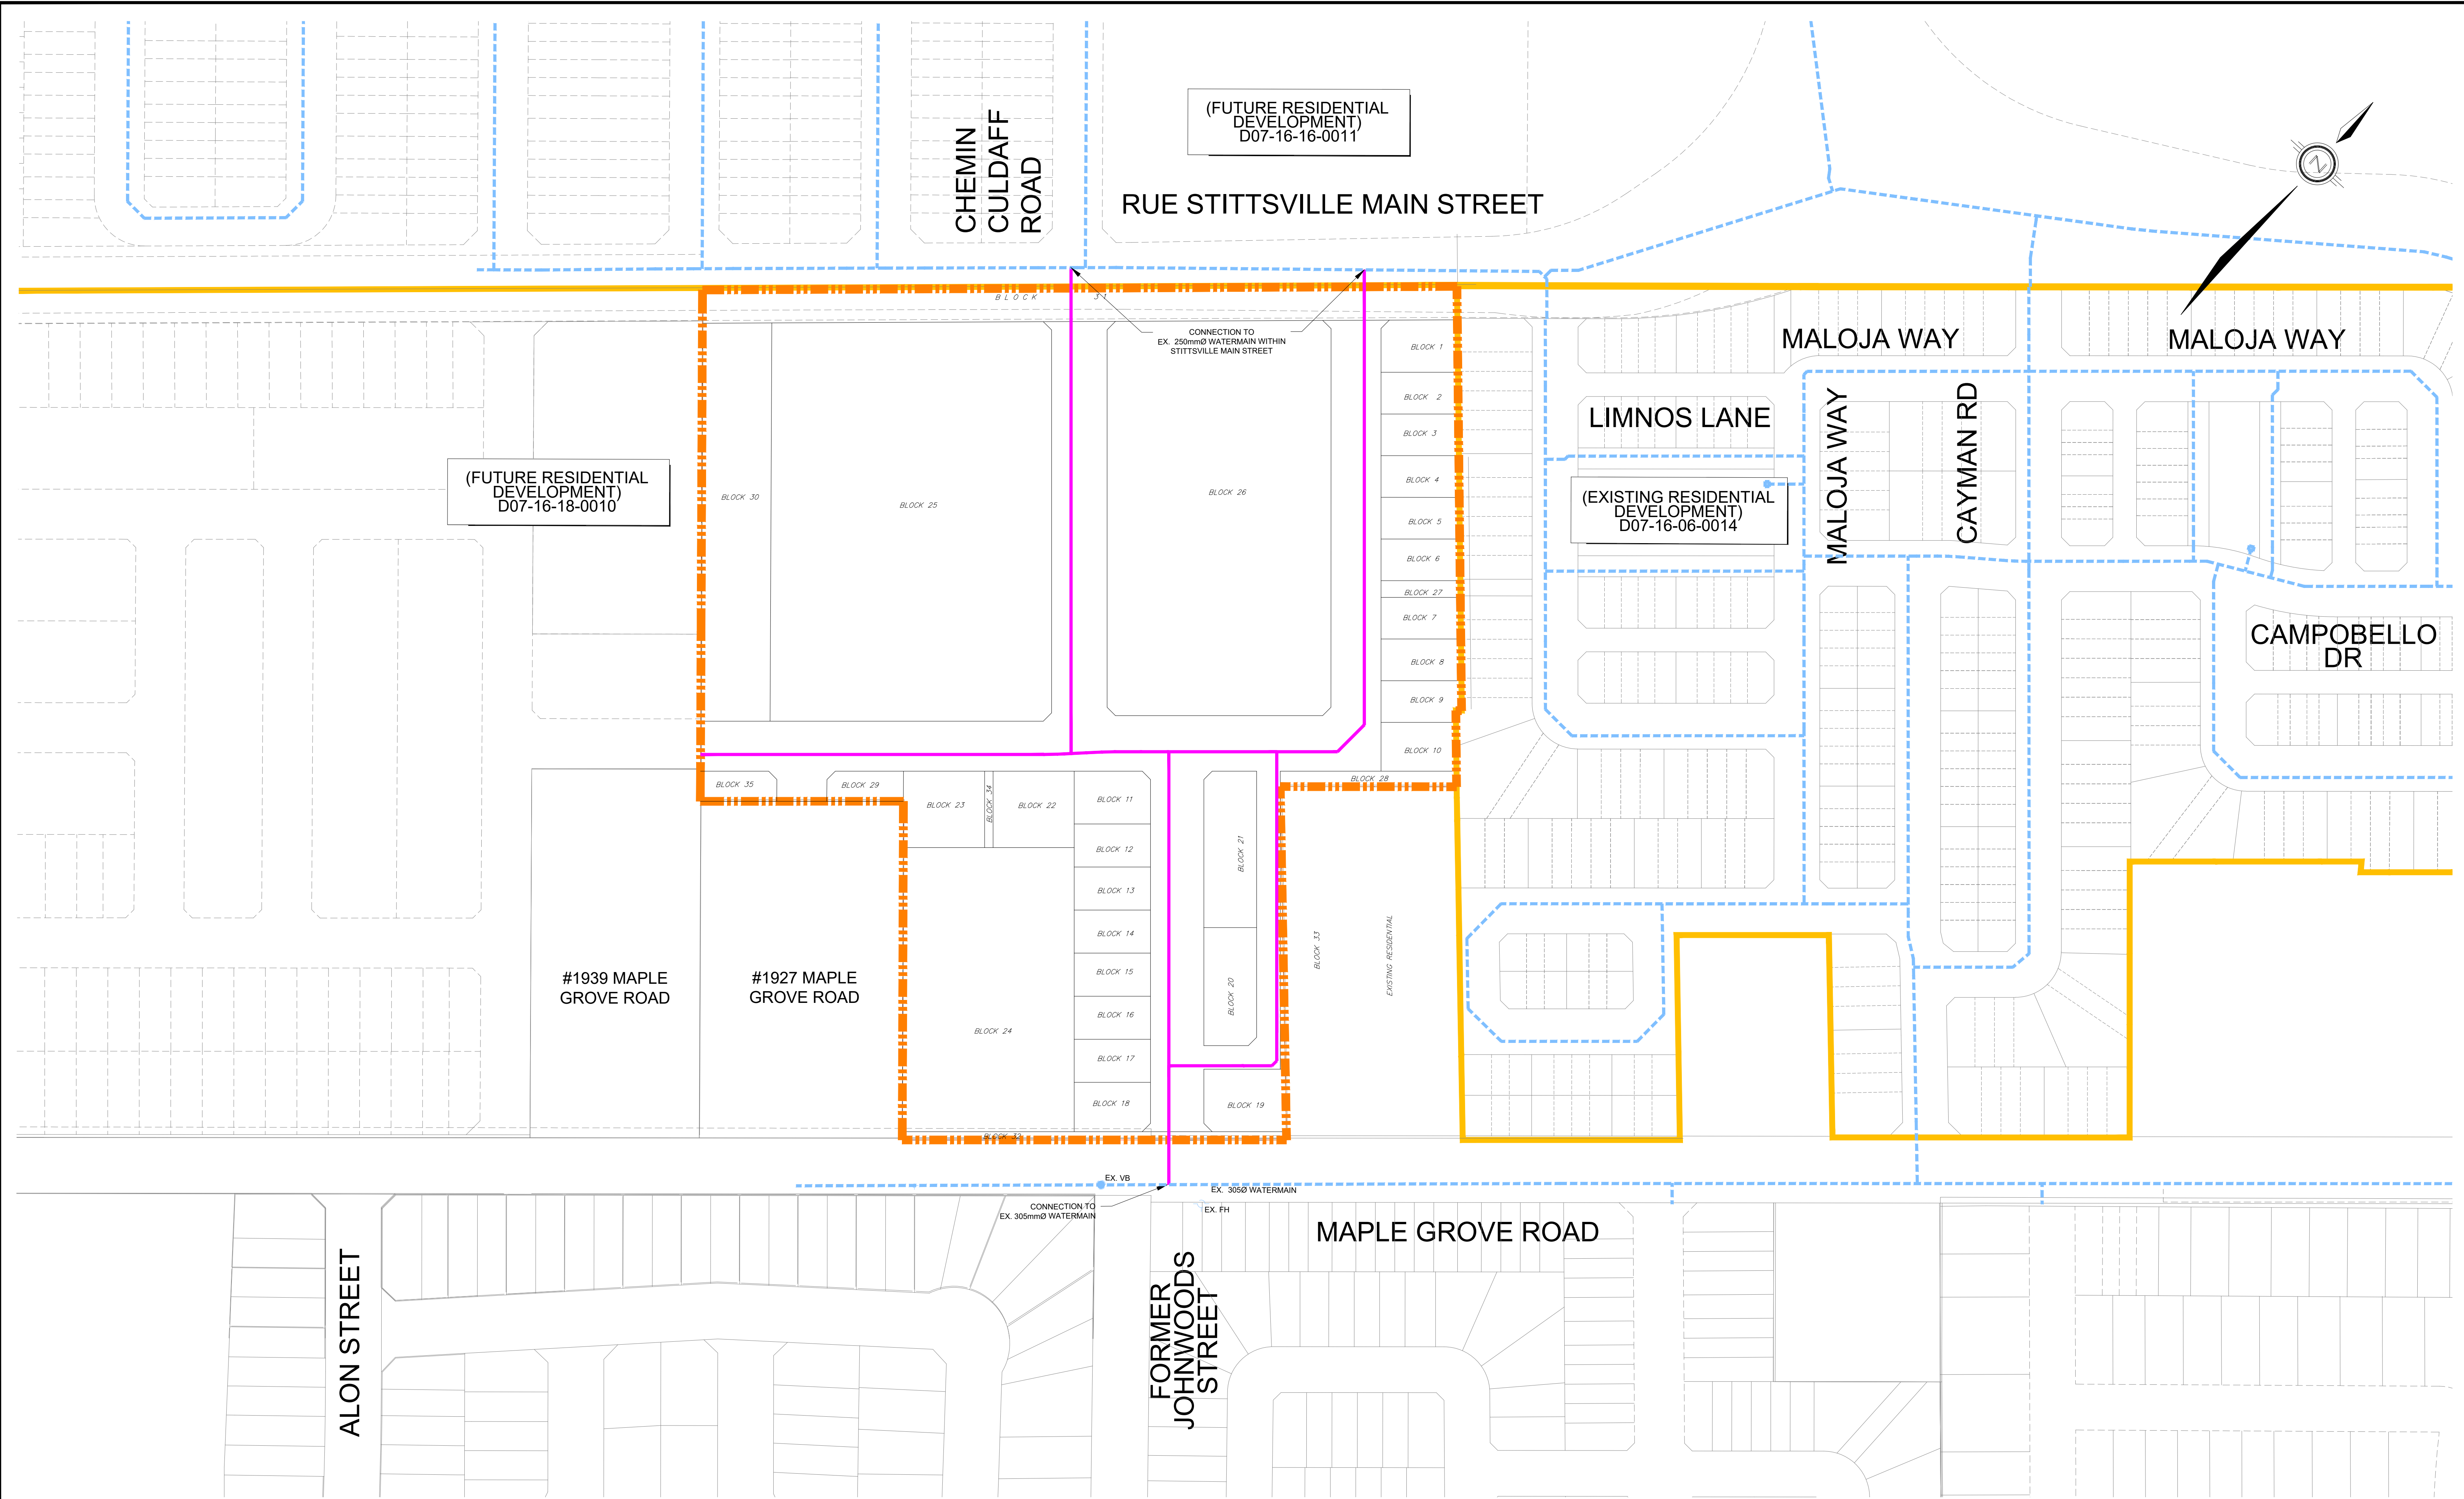 (FUTURE RESIDENTIAL
DEVELOPMENT)
D07-16-16-0011
CHEMIN
CULDAFF
ROAD
RUE STITTSVILLE MAIN STREET
N
BLOCK 31
CONNECTION TO
EX. 250mmØ WATERMAIN WITHIN
STITTSVILLE MAIN STREET
BLOCK 1
BLOCK 2
BLOCK 3
BLOCK 4
BLOCK 5
BLOCK 6
BLOCK 27
BLOCK 7
BLOCK 8
BLOCK 9
BLOCK 10
BLOCK 28
MALOJA WAY
MALOJA WAY
LIMNOS LANE
MALOJA WAY
CAYMAN RD
(FUTURE RESIDENTIAL
DEVELOPMENT)
D07-16-18-0010
BLOCK 30
BLOCK 25
BLOCK 26
(EXISTING RESIDENTIAL
DEVELOPMENT)
D07-16-06-0014
CAMPOBELLO
DR
BLOCK 35
BLOCK 29
BLOCK 23
BLOCK 34
BLOCK 22
BLOCK 11
BLOCK 12
BLOCK 13
BLOCK 14
BLOCK 15
BLOCK 16
BLOCK 17
BLOCK 18
BLOCK 21
BLOCK 20
BLOCK 19
BLOCK 33
EXISTING RESIDENTIAL
#1939 MAPLE
GROVE ROAD
#1927 MAPLE
GROVE ROAD
BLOCK 24
BLOCK 32
EX. VB
EX. 305Ø WATERMAIN
CONNECTION TO
EX. 305mmØ WATERMAIN
EX. FH
MAPLE GROVE ROAD
ALON STREET
FORMER
JOHNWOODS
STREET